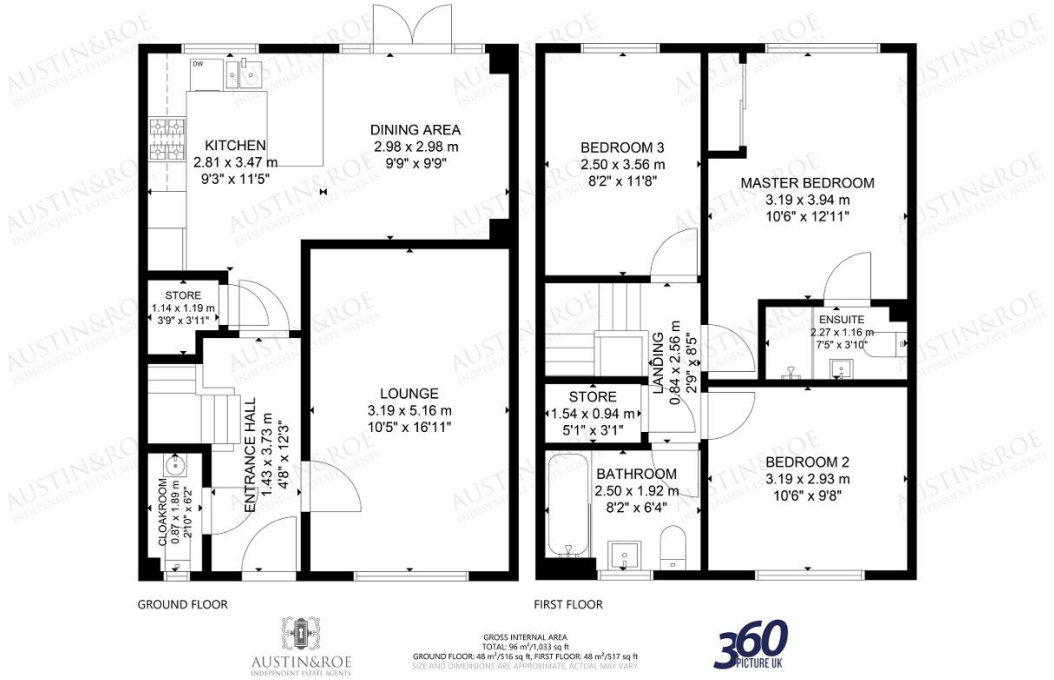 DW
KITCHEN
2.81 x 3.47 m
9'3" x 11'5"
DINING AREA
2.98 x 2.98 m
9'9" x 9'9"
STORE
1.14 x 1.19 m
3'9" x 3'11"
LOUNGE
3.19 x 5.16 m
10'5" x 16'11"
ENTRANCE HALL
1.43 x 3.73 m
4'8" x 12'3"
CLOAKROOM
0.87 x 1.89 m
2'10" x 6'2"
GROUND FLOOR
BEDROOM 3
2.50 x 3.56 m
8'2" x 11'8"
MASTER BEDROOM
3.19 x 3.94 m
10'6" x 12'11"
ENSUITE
2.27 x 1.16 m
7'5" x 3'10"
LANDING
0.84 x 2.56 m
2'9" x 8'5"
STORE
1.54 x 0.94 m
5'1" x 3'1"
BATHROOM
2.50 x 1.92 m
8'2" x 6'4"
BEDROOM 2
3.19 x 2.93 m
10'6" x 9'8"
FIRST FLOOR
AUSTIN&ROE
INDEPENDENT ESTATE AGENTS
GROSS INTERNAL AREA
TOTAL: 96 m²/1,033 sq ft
GROUND FLOOR: 48 m²/516 sq ft, FIRST FLOOR: 48 m²/517 sq ft
SIZE AND DIMENSIONS ARE APPROXIMATE, ACTUAL MAY VARY.
360
PICTURE UK